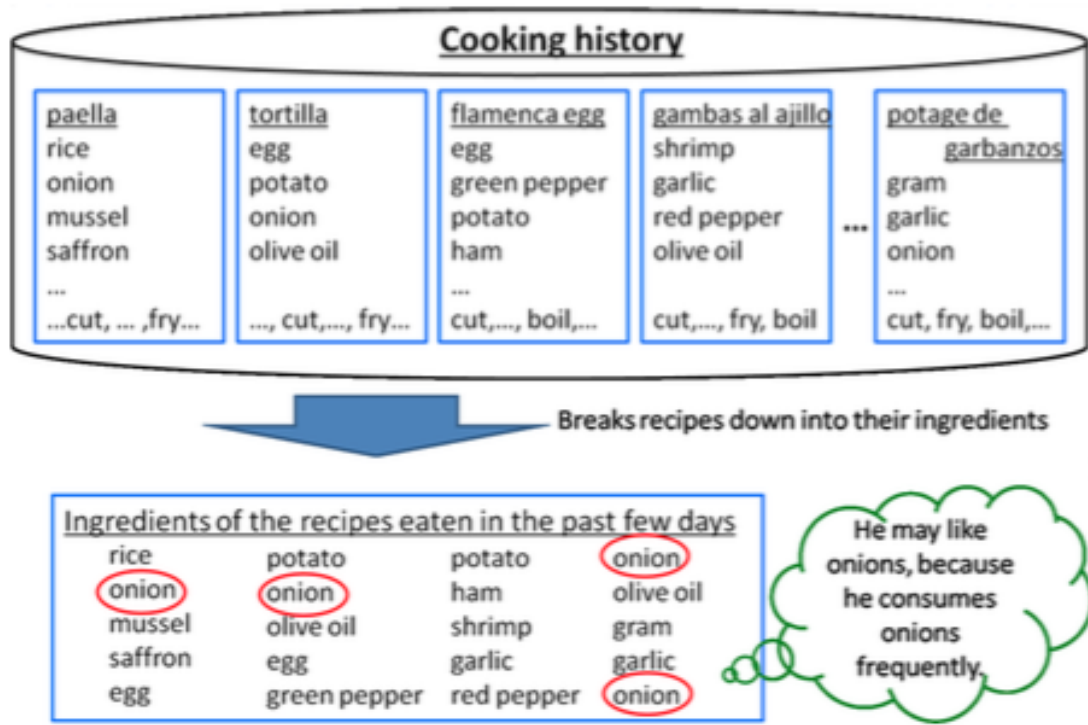 Cooking history
paella
rice
onion
mussel
saffron
...
...cut, ... ,fry...
tortilla
egg
potato
onion
olive oil
..., cut,..., fry...
flamenca egg
egg
green pepper
potato
ham
...
cut,..., boil,...
gambas al ajillo
shrimp
garlic
red pepper
olive oil
cut,..., fry, boil
...
potage de
garbanzos
gram
garlic
onion
...
cut, fry, boil,...
Breaks recipes down into their ingredients
Ingredients of the recipes eaten in the past few days
rice
onion
mussel
saffron
egg
potato
onion
olive oil
egg
green pepper
potato
ham
shrimp
garlic
red pepper
onion
olive oil
gram
garlic
onion
He may like
onions, because
he consumes
onions
frequently.